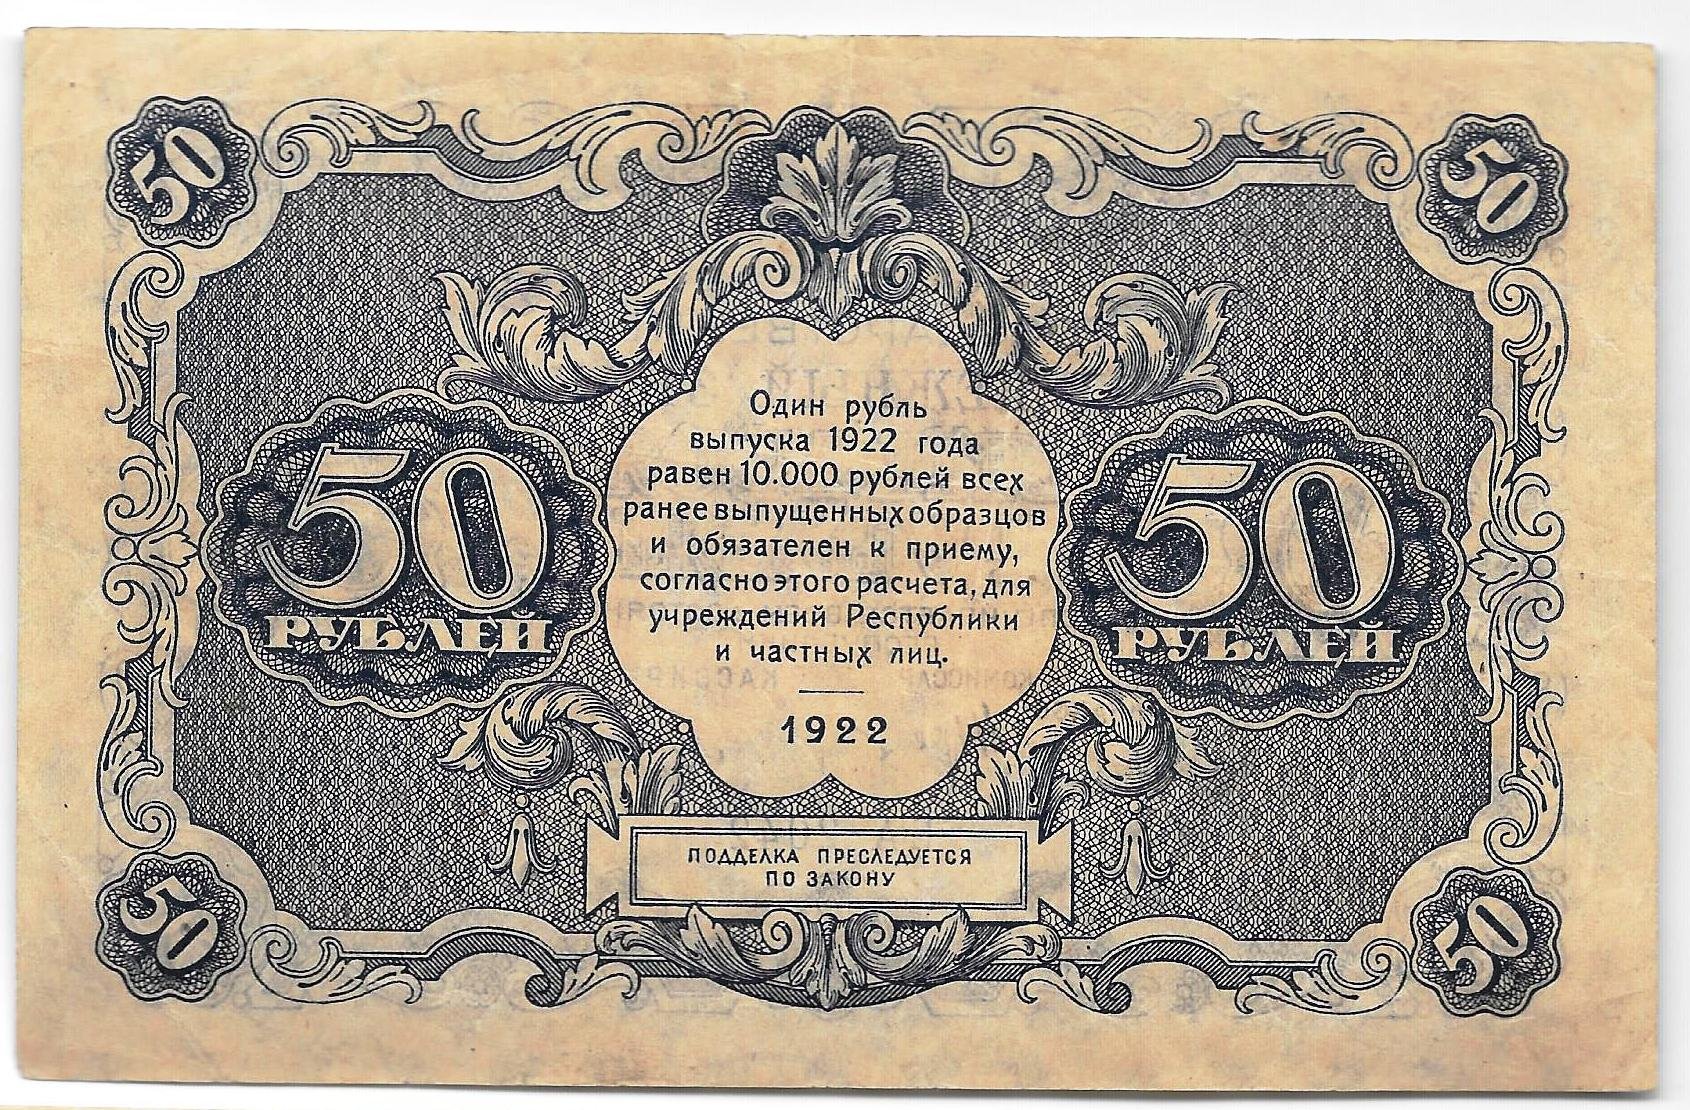 50
50
Один рубль
выпуска 1922 года
равен 10.000 рублей всех
ранее выпущенных образцов
и обязателен к приему,
согласно этого расчета, для
учреждений Республики
и частных лиц.
1922
50
РУБЛЕЙ
50
РУБЛЕЙ
ПОДДЕЛКА ПРЕСЛЕДУЕТСЯ
ПО ЗАКОНУ
50
50